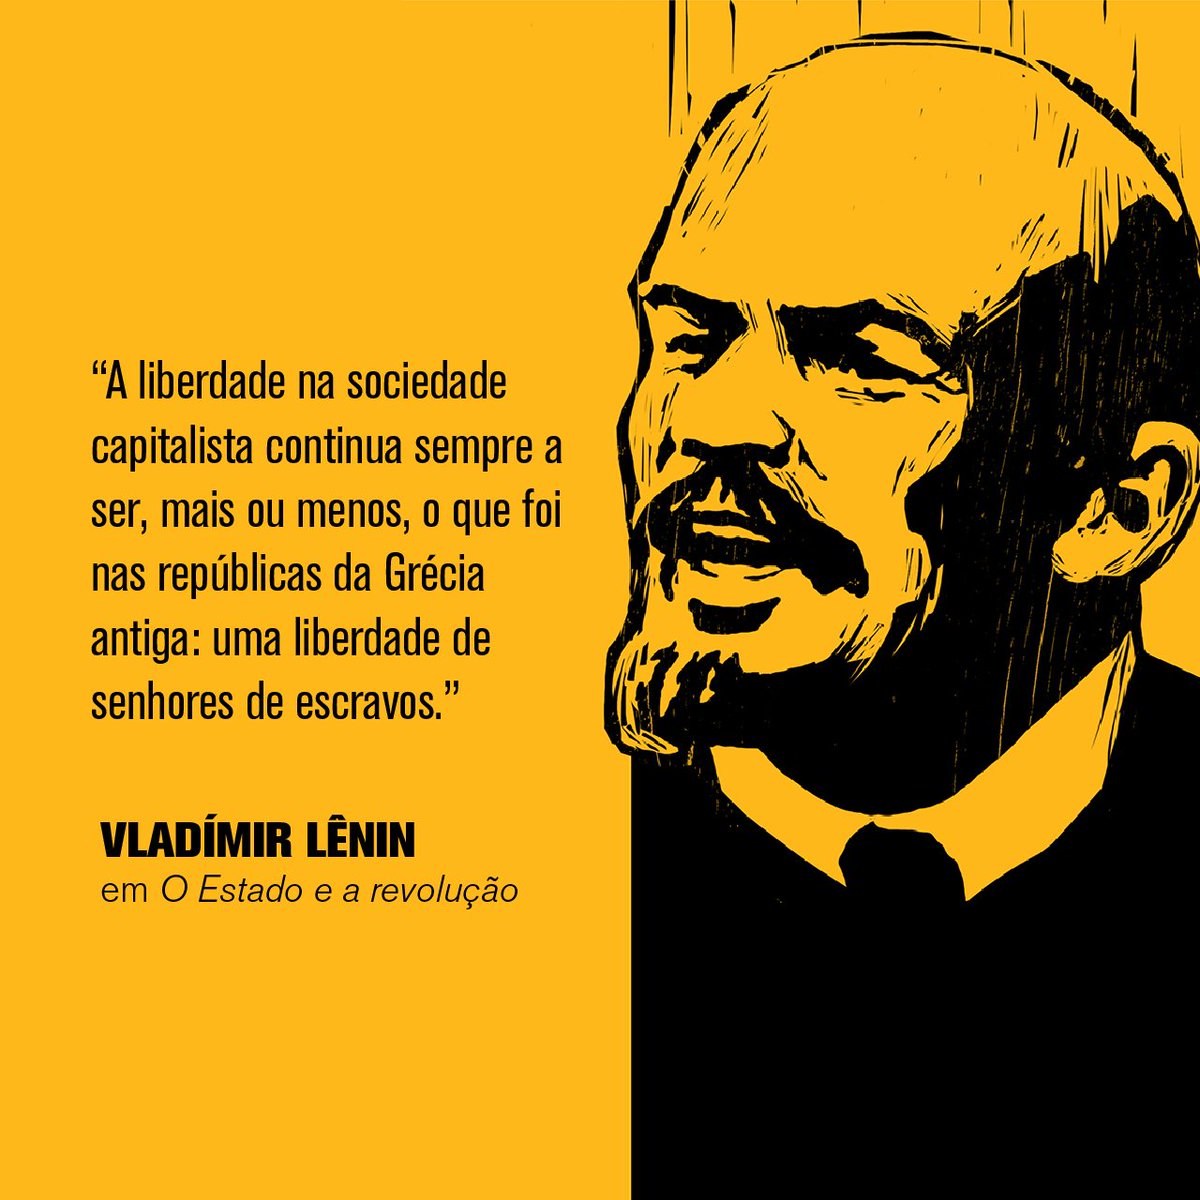 “A liberdade na sociedade
capitalista continua sempre a
ser, mais ou menos, o que foi
nas repúblicas da Grécia
antiga: uma liberdade de
senhores de escravos.”
VLADÍMIR LÊNIN
em O Estado e a revolução